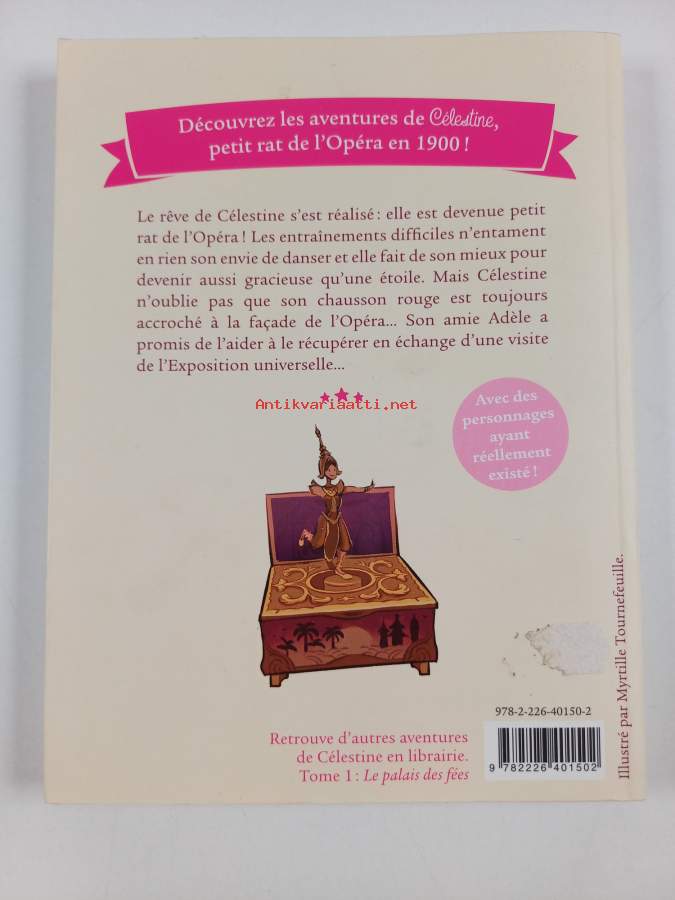 Découvrez les aventures de Célestine,
petit rat de l'Opéra en 1900 !
Le rêve de Célestine s'est réalisé : elle est devenue petit
rat de l'Opéra ! Les entraînements difficiles n'entament
en rien son envie de danser et elle fait de son mieux pour
devenir aussi gracieuse qu'une étoile. Mais Célestine
n'oublie pas que son chausson rouge est toujours
accroché à la façade de l'Opéra... Son amie Adèle a
promis de l'aider à le récupérer en échange d'une visite
de l'Exposition universelle...
Antikvariaatti.net
Avec des
personnages
ayant
réellement
existé !
Illustré par Myrtille Tournefeuille.
978-2-226-40150-2
9 782226 401502
Retrouve d'autres aventures
de Célestine en librairie.
Tome 1 : Le palais des fées